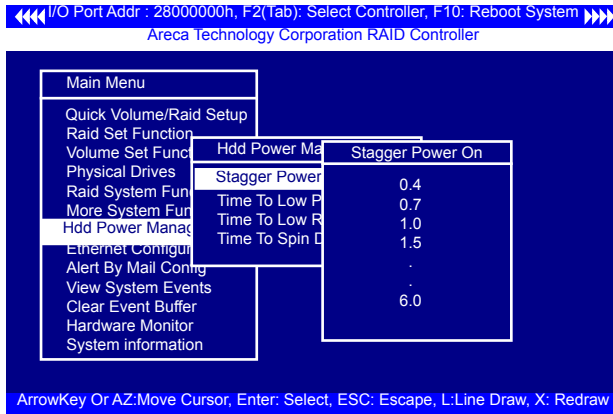 I/O Port Addr : 28000000h, F2(Tab): Select Controller, F10: Reboot System
Areca Technology Corporation RAID Controller
Main Menu
Quick Volume/Raid Setup
Raid Set Function
Volume Set Funct
Physical Drives
Raid System Fun
More System Fun
Hdd Power Manag
Ethernet Configur
Alert By Mail Config
View System Events
Clear Event Buffer
Hardware Monitor
System information
Hdd Power Ma
Stagger Power
Time To Low P
Time To Low R
Time To Spin D
Stagger Power On
0.4
0.7
1.0
1.5
.
.
6.0
ArrowKey Or AZ:Move Cursor, Enter: Select, ESC: Escape, L:Line Draw, X: Redraw